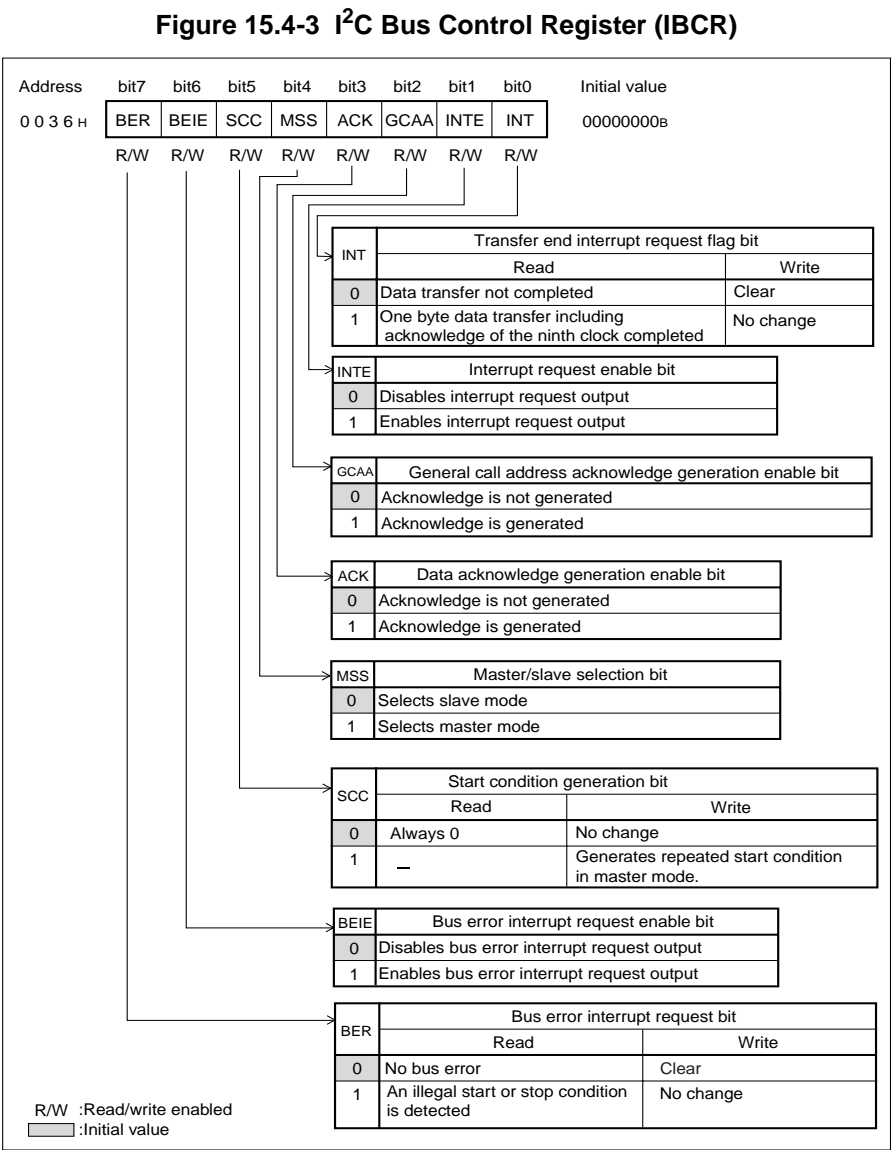 Figure 15.4-3 I2C Bus Control Register (IBCR)
Address bit7 bit6 bit5 bit4 bit3 bit2 bit1 bit0 Initial value
0 0 3 6 H BER BEIE SCC MSS ACK GCAA INTE INT 00000000B
R/W R/W R/W R/W R/W R/W R/W R/W
INT Transfer end interrupt request flag bit
Read Write
0 Data transfer not completed Clear
1 One byte data transfer including
acknowledge of the ninth clock completed No change
INTE Interrupt request enable bit
0 Disables interrupt request output
1 Enables interrupt request output
GCAA General call address acknowledge generation enable bit
0 Acknowledge is not generated
1 Acknowledge is generated
ACK Data acknowledge generation enable bit
0 Acknowledge is not generated
1 Acknowledge is generated
MSS Master/slave selection bit
0 Selects slave mode
1 Selects master mode
SCC Start condition generation bit
Read Write
0 Always 0 No change
1 – Generates repeated start condition
in master mode.
BEIE Bus error interrupt request enable bit
0 Disables bus error interrupt request output
1 Enables bus error interrupt request output
BER Bus error interrupt request bit
Read Write
0 No bus error Clear
1 An illegal start or stop condition
is detected No change
R/W :Read/write enabled
:Initial value